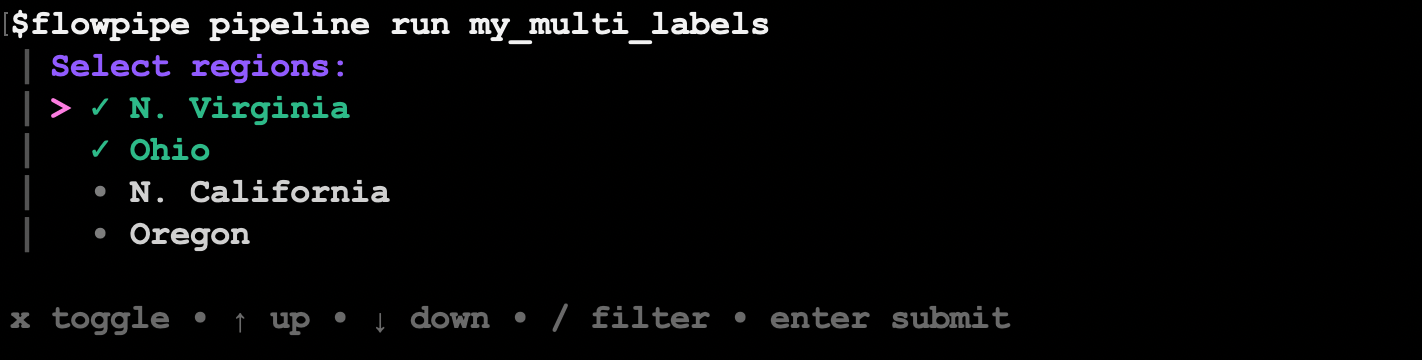 $flowpipe pipeline run my_multi_labels
Select regions:
> ✓ N. Virginia
✓ Ohio
• N. California
• Oregon
x toggle • ↑ up • ↓ down • / filter • enter submit